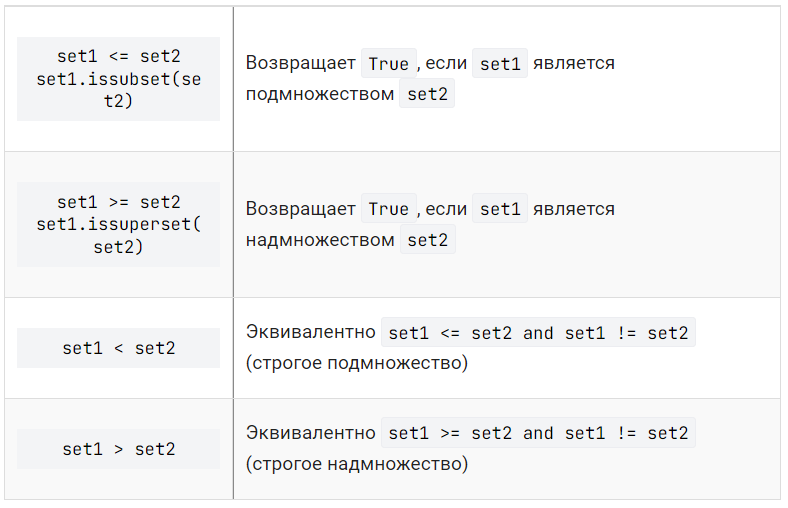 set1 <= set2
set1.issubset(se
t2)
Возвращает True , если set1 является
подмножеством set2
set1 >= set2
set1.issuperset(
set2)
Возвращает True , если set1 является
надмножеством set2
set1 < set2
Эквивалентно set1 <= set2 and set1 != set2
(строгое подмножество)
set1 > set2
Эквивалентно set1 >= set2 and set1 != set2
(строгое надмножество)